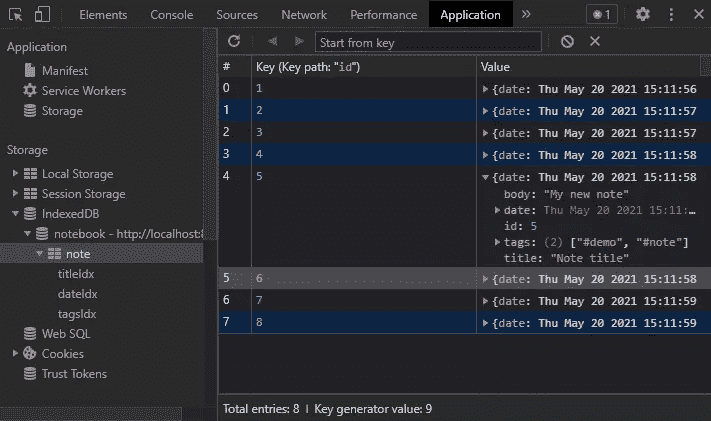 Elements Console Sources Network Performance Application » 1
Application
Manifest
Service Workers
Storage
Storage
Local Storage
Session Storage
IndexedDB
notebook - http://localhost:8
note
titleIdx
dateIdx
tagsIdx
Web SQL
Cookies
Trust Tokens
Start from key
# Key (Key path: "id") Value
0 1 {date: Thu May 20 2021 15:11:56
1 2 {date: Thu May 20 2021 15:11:57
2 3 {date: Thu May 20 2021 15:11:57
3 4 {date: Thu May 20 2021 15:11:58
4 5 {date: Thu May 20 2021 15:11:58
body: "My new note"
date: Thu May 20 2021 15:11:…
id: 5
tags: (2) ["#demo", "#note"]
title: "Note title"
5 6 {date: Thu May 20 2021 15:11:58
6 7 {date: Thu May 20 2021 15:11:59
7 8 {date: Thu May 20 2021 15:11:59
Total entries: 8 | Key generator value: 9